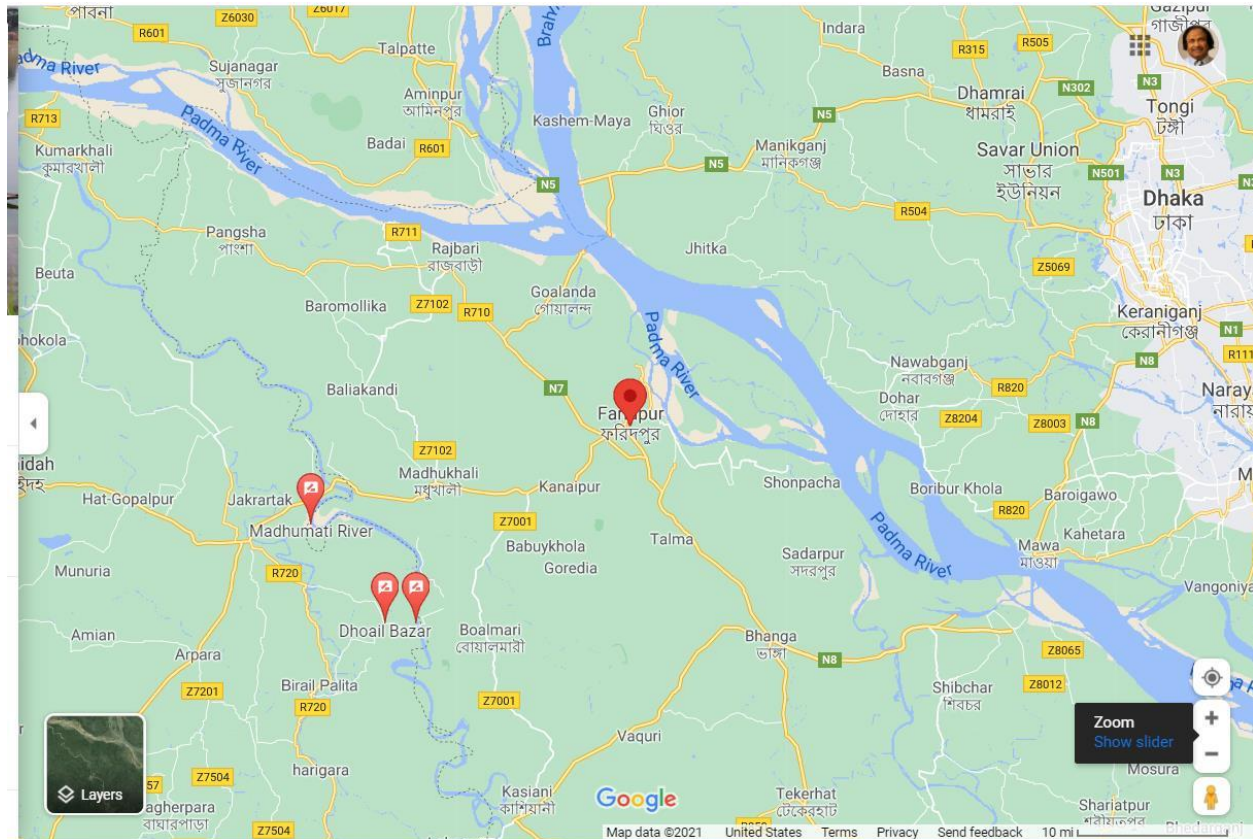 পাবনা
Z6030
Z6017
R601
Talpatte
Indara
Gazipur
গাজীপুর
R315
R505
Sujanagar
সুজানগর
Padma River
Aminpur
আমিনপুর
Basna
N302
N3
Dhamrai
ধামরাই
Tongi
টঙ্গী
R713
Kashem-Maya
Ghior
ঘিওর
N5
Badai
R601
Manikganj
মানিকগঞ্জ
Savar Union
সাভার
ইউনিয়ন
Kumarkhali
কুমারখালী
N5
N5
N501
N3
Dhaka
ঢাকা
R504
Pangsha
পাংশা
R711
Rajbari
রাজবাড়ী
Jhitka
Beuta
Z5069
Baromollika
Z7102
R710
Goalanda
গোয়ালন্দ
Padma River
Keraniganj
কেরানীগঞ্জ
N1
R111
N8
Nawabganj
নবাবগঞ্জ
Baliakandi
N7
R820
Dohar
দোহার
Z8204
Z8003
N8
Faridpur
ফরিদপুর
Z7102
Madhukhali
মধুখালী
Kanaipur
Shonpacha
Boribur Khola
Baroigawo
Hat-Gopalpur
Jakrartak
Madhumati River
Z7001
R820
Kahetara
Babuykhola
Talma
Padma River
Mawa
মাওয়া
Goredia
Sadarpur
সদরপুর
Munuria
R720
Vangoniya
Dhoail Bazar
Boalmari
বোয়ালমারী
Amian
Bhanga
ভাঙ্গা
Arpara
N8
Z8065
Z7201
Birail Palita
R720
Z7001
Shibchar
শিবচর
Z8012
Zoom
Show slider
Vaquri
Mosura
harigara
Layers
Z7504
Kasiani
কাশিয়ানী
Google
Tekerhat
টেকেরহাট
Shariatpur
শরীয়তপুর
বাঘারপাড়া
Z7504
Map data ©2021 United States Terms Privacy Send feedback 10 mi